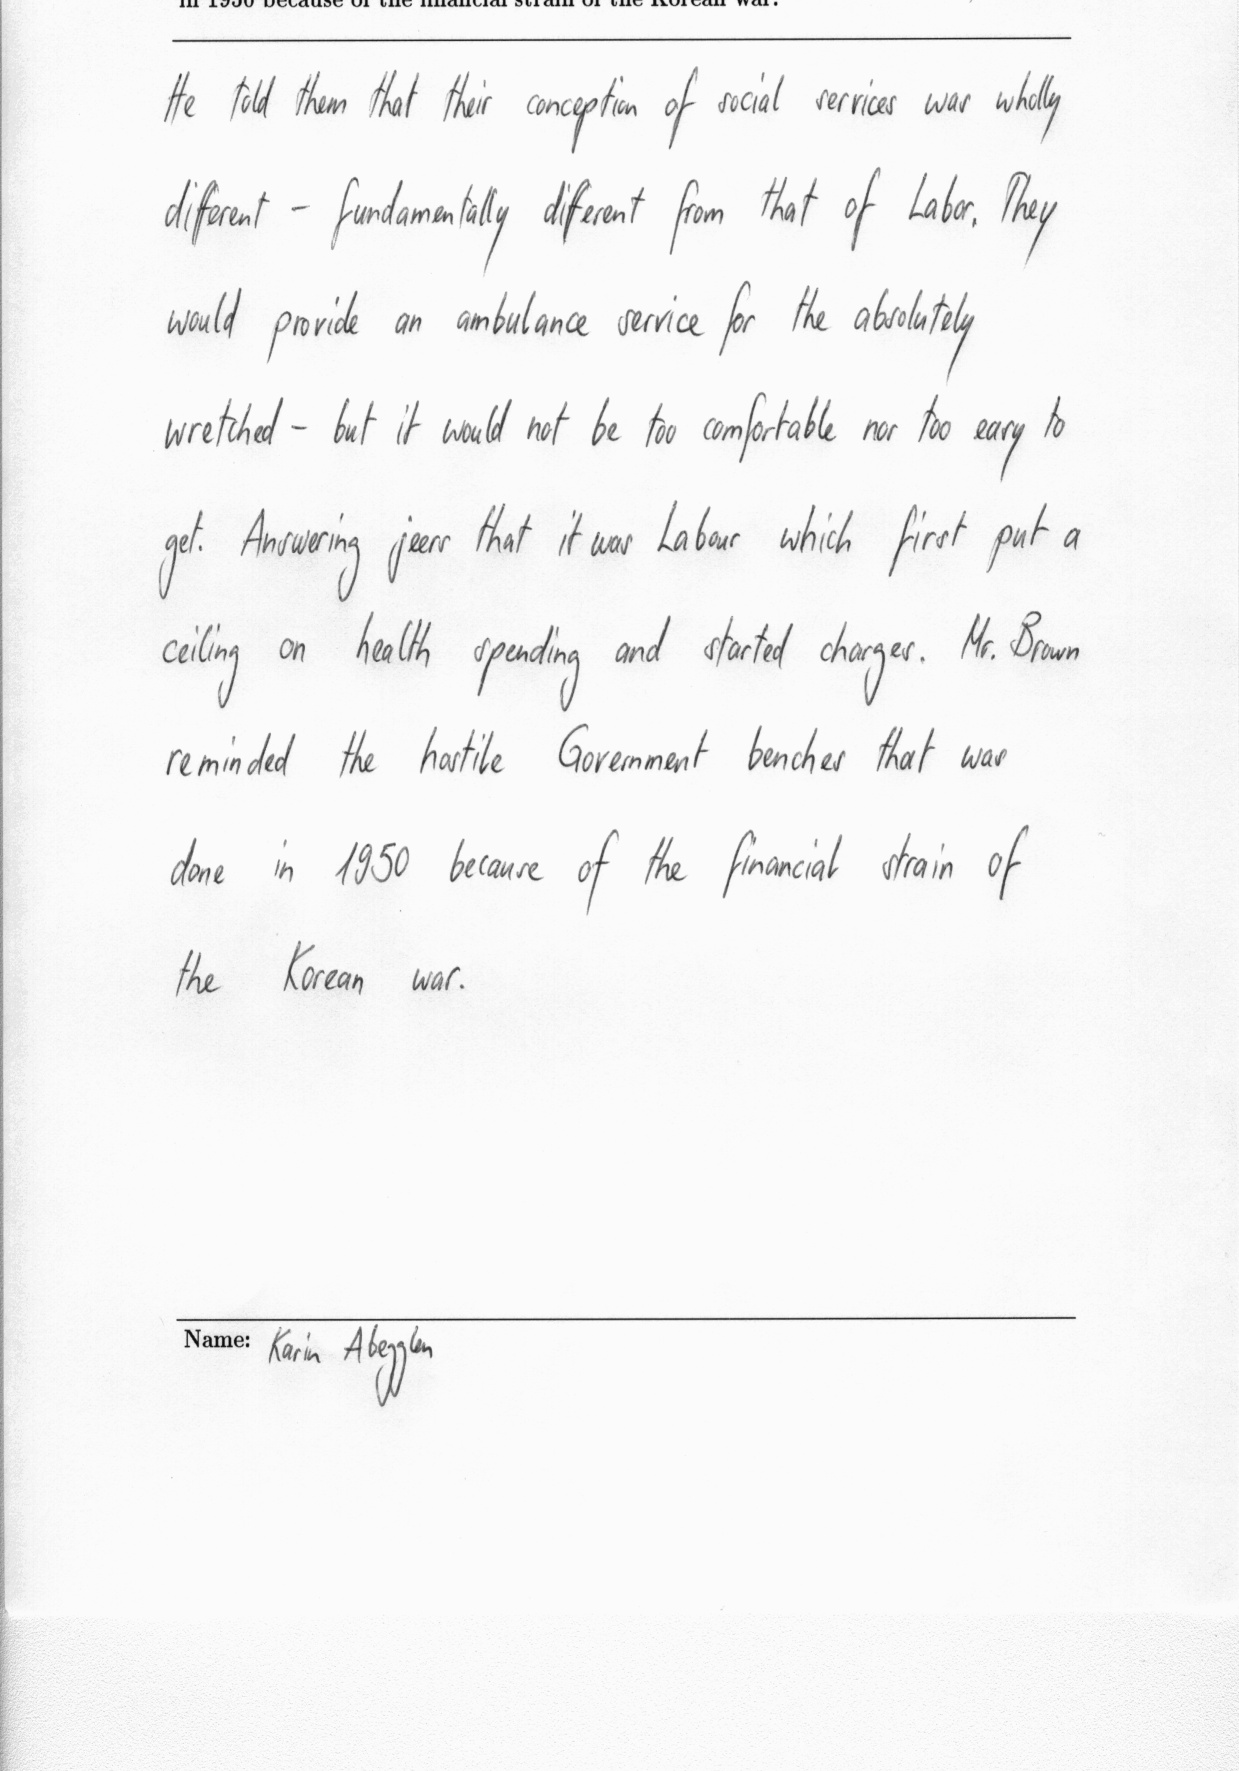 in 1950 because of the financial strain of the Korean war.
He told them that their conception of social services was wholly
different - fundamentally different from that of Labor. They
would provide an ambulance service for the absolutely
wretched - but it would not be too comfortable nor too easy to
get. Answering jeers that it was Labour which first put a
ceiling on health spending and started charges. Mr. Brown
reminded the hostile Government benches that was
done in 1950 because of the financial strain of
the Korean war.
Name: Karin Abegglen